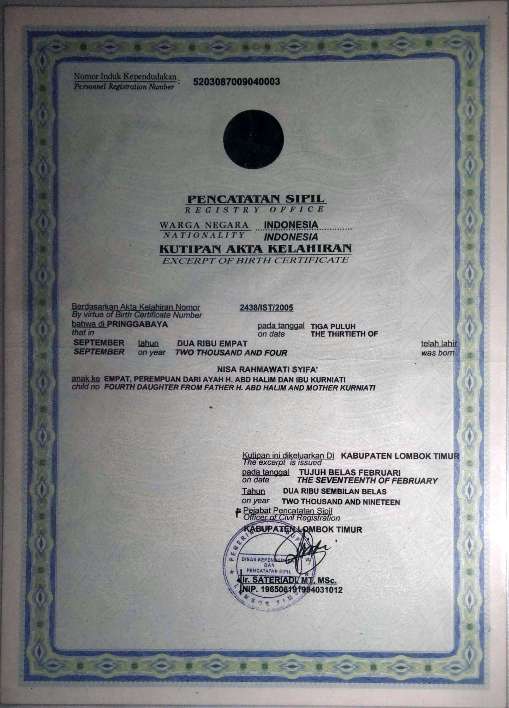 Nomor Induk Kependudukan : 5203087009040003
Personnel Registration Number
PENCATATAN SIPIL
REGISTRY OFFICE
WARGA NEGARA INDONESIA
NATIONALITY INDONESIA
KUTIPAN AKTA KELAHIRAN
EXCERPT OF BIRTH CERTIFICATE
Berdasarkan Akta Kelahiran Nomor 2438/IST/2005
By virtue of Birth Certificate Number
bahwa di PRINGGABAYA pada tanggal TIGA PULUH
that in on date THE THIRTIETH OF
SEPTEMBER tahun DUA RIBU EMPAT telah lahir
SEPTEMBER on year TWO THOUSAND AND FOUR was born
NISA RAHMAWATI SYIFA'
anak ke EMPAT, PEREMPUAN DARI AYAH H. ABD HALIM DAN IBU KURNIATI
child no FOURTH DAUGHTER FROM FATHER H. ABD HALIM AND MOTHER KURNIATI
Kutipan ini dikeluarkan Di KABUPATEN LOMBOK TIMUR
The excerpt is issued
pada tanggal TUJUH BELAS FEBRUARI
on date THE SEVENTEENTH OF FEBRUARY
Tahun DUA RIBU SEMBILAN BELAS
on year TWO THOUSAND AND NINETEEN
Pejabat Pencatatan Sipil
Officer of Civil Registration
KABUPATEN LOMBOK TIMUR
DAN
PENCATATAN SIPIL
Ir. SATERIADI, MT, MSc.
NIP.